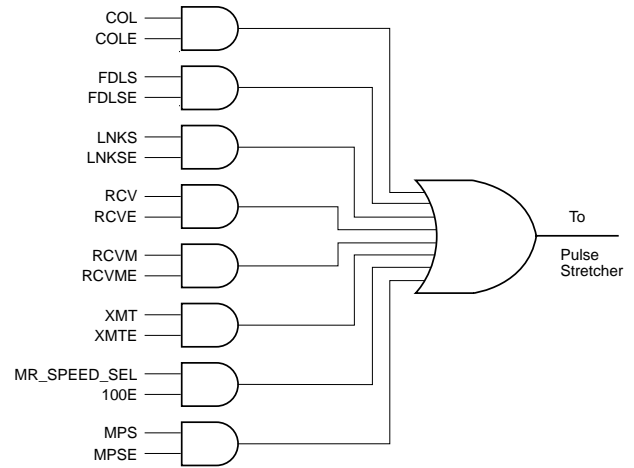 COL
COLE
FDLS
FDLSE
LNKS
LNKSE
RCV
RCVE
RCVM
RCVME
XMT
XMTE
MR_SPEED_SEL
100E
MPS
MPSE
To
Pulse
Stretcher